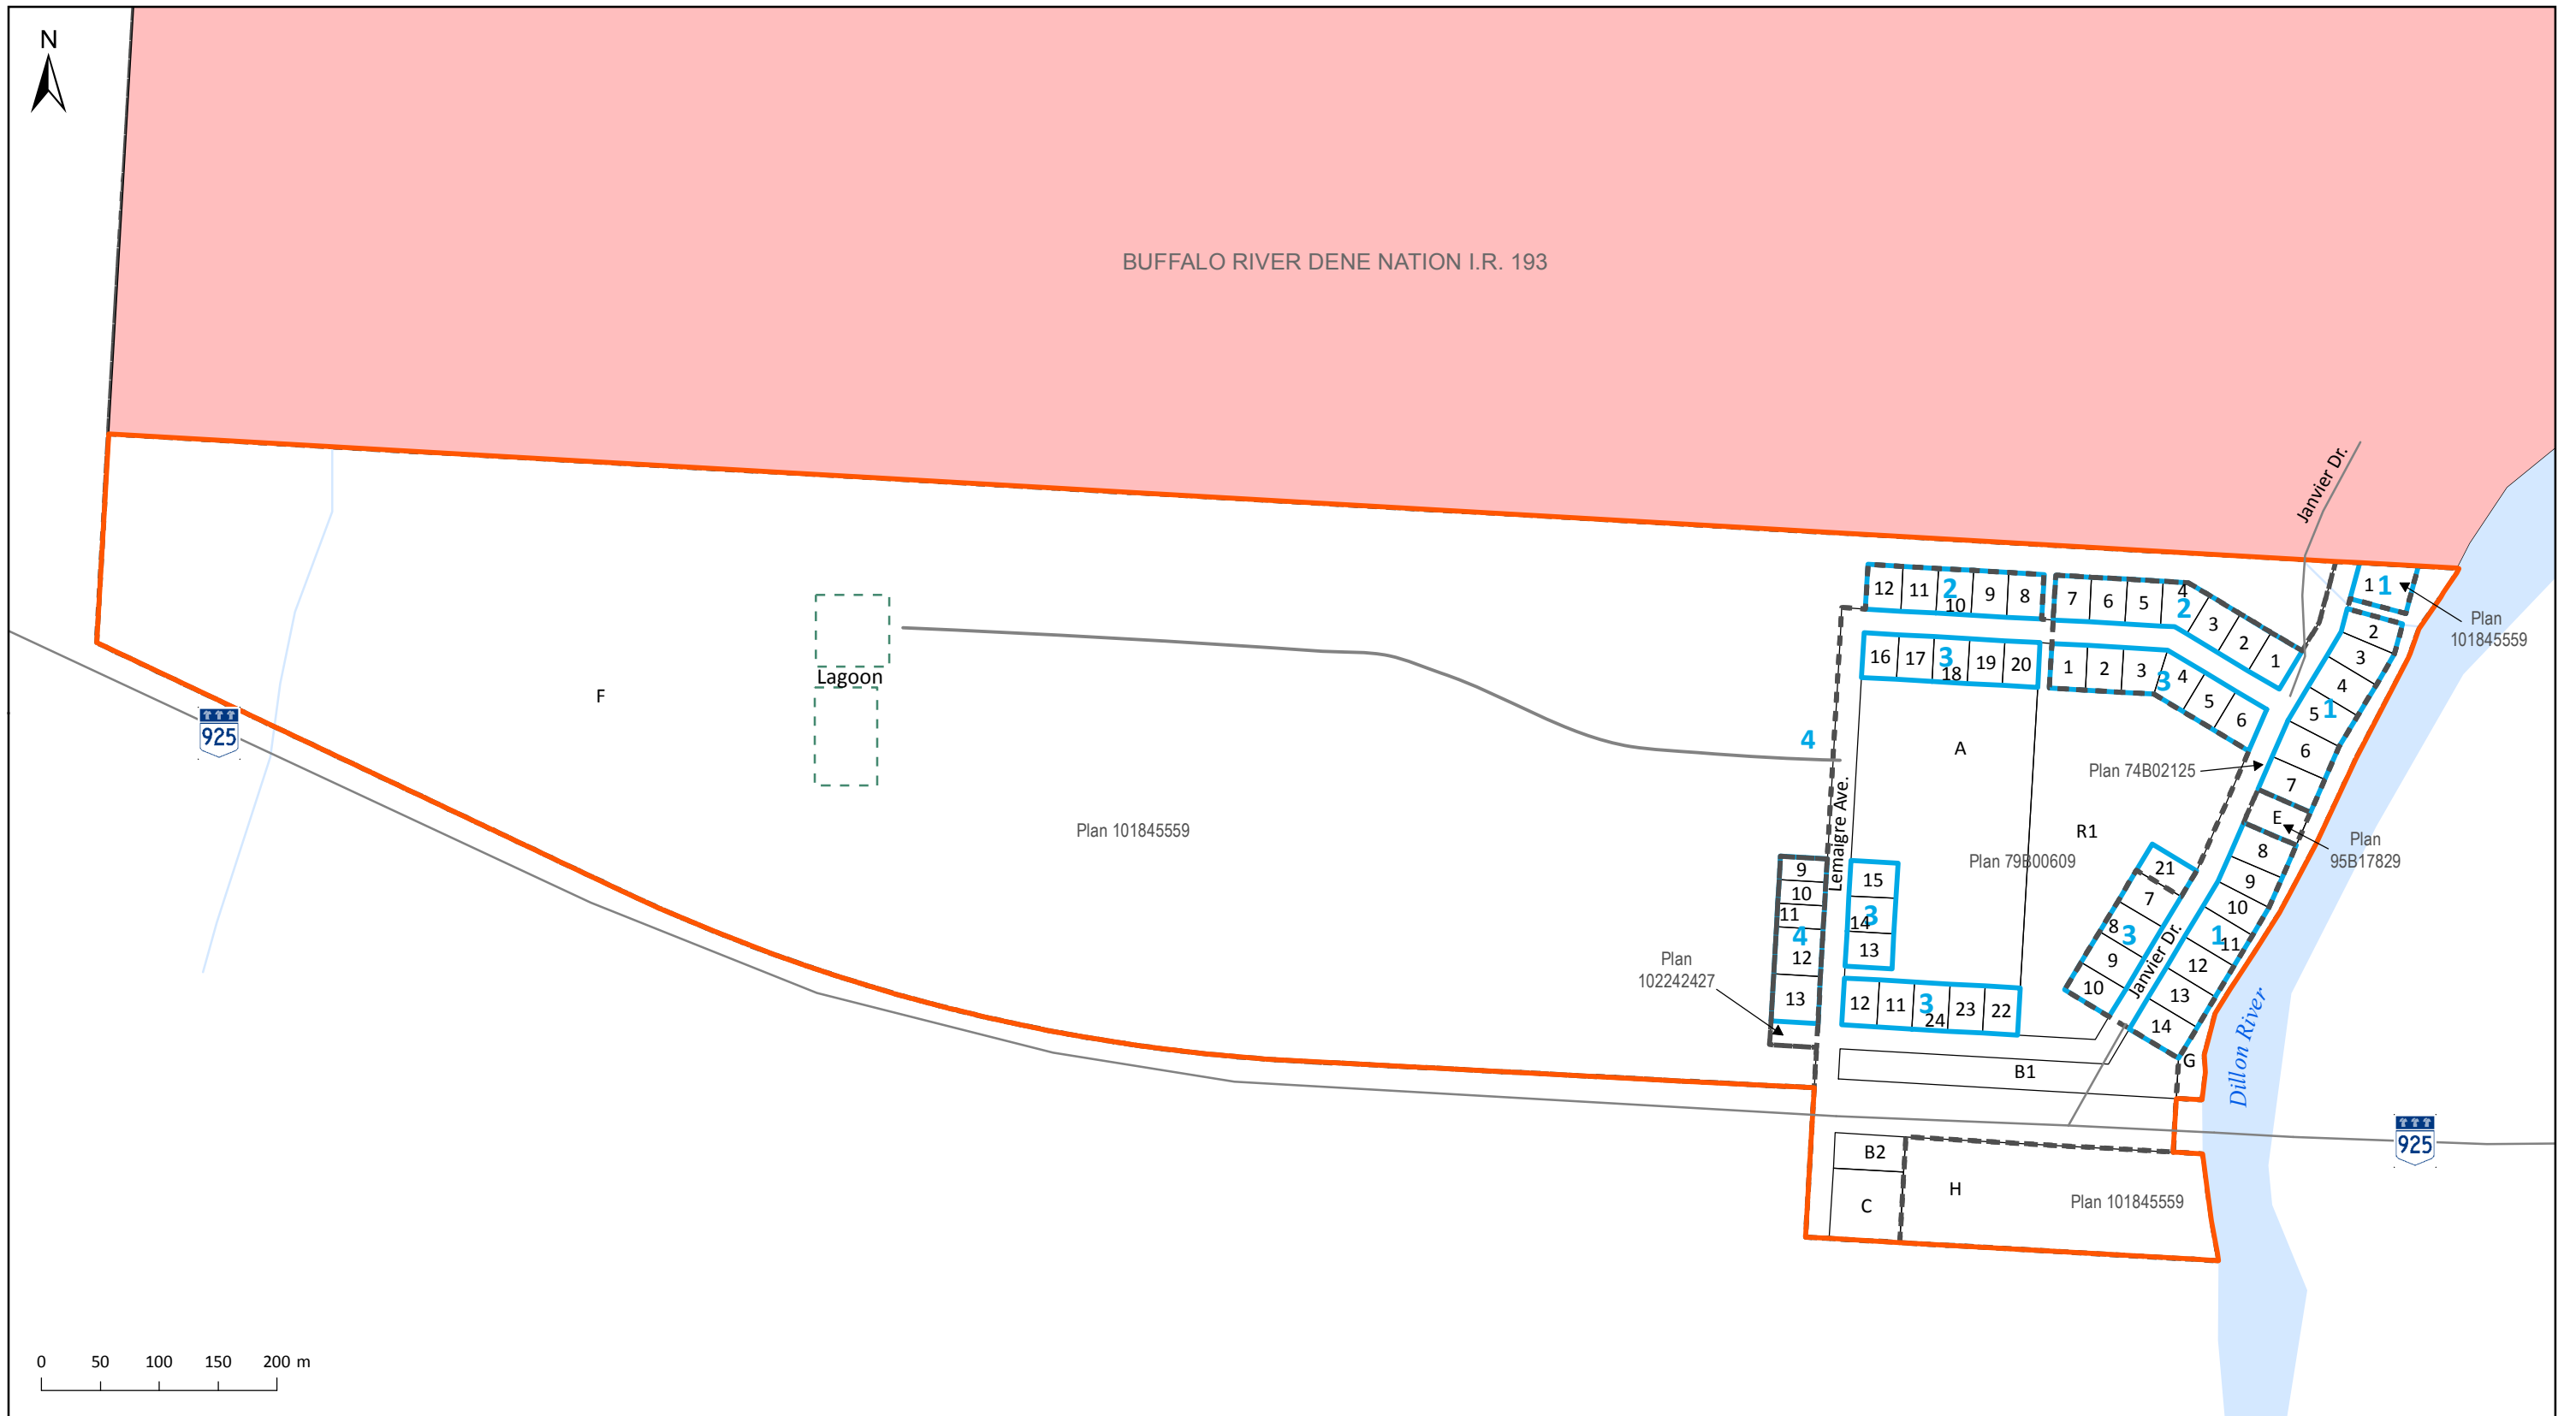 N
BUFFALO RIVER DENE NATION I.R. 193
Janvier Dr.
12
11
2
10
9
8
7
6
5
4
2
3
2
1
1
1
Plan
101845559
16
17
3
18
19
20
1
2
3
3
4
5
6
2
3
4
5
1
6
7
E
Plan
95B17829
Lagoon
F
925
4
A
Plan 74B02125
Lemaigre Ave.
R1
Plan 101845559
Plan 79B00609
9
10
11
4
12
13
Plan
102242427
15
14
3
13
12
11
3
24
23
22
21
7
8
3
9
10
Janvier Dr.
8
9
10
1
11
12
13
14
G
B1
Dillon River
925
B2
C
H
Plan 101845559
0 50 100 150 200 m